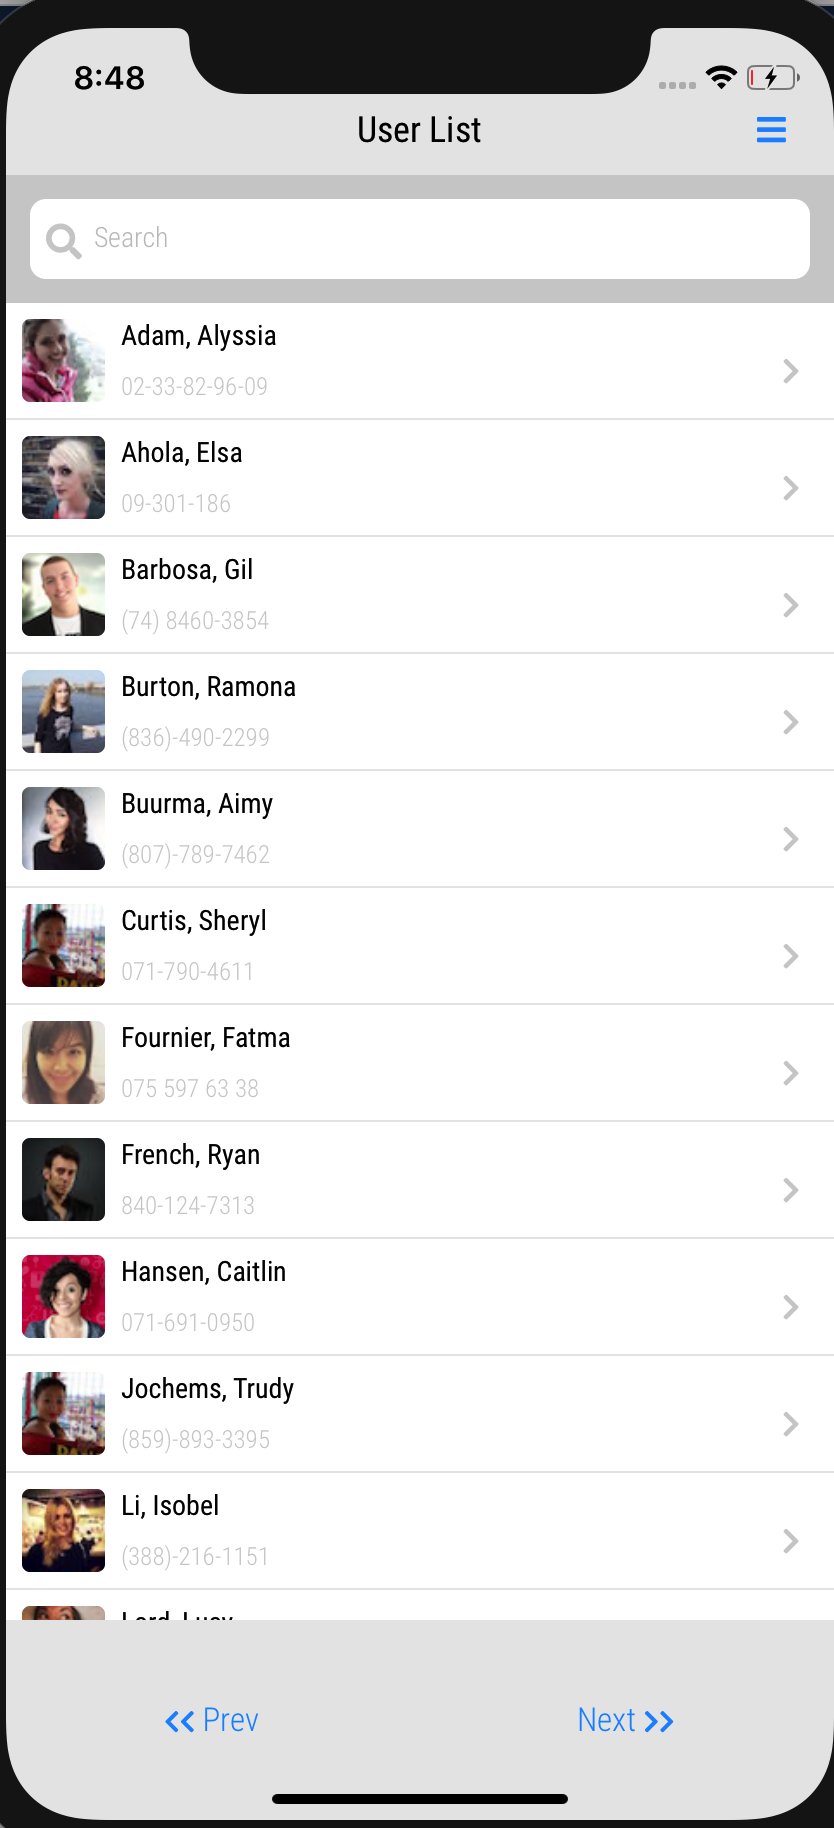 8:48
User List
Search
Adam, Alyssia
02-33-82-96-09
Ahola, Elsa
09-301-186
Barbosa, Gil
(74) 8460-3854
Burton, Ramona
(836)-490-2299
Buurma, Aimy
(807)-789-7462
Curtis, Sheryl
071-790-4611
Fournier, Fatma
075 597 63 38
French, Ryan
840-124-7313
Hansen, Caitlin
071-691-0950
Jochems, Trudy
(859)-893-3395
Li, Isobel
(388)-216-1151
Prev
Next